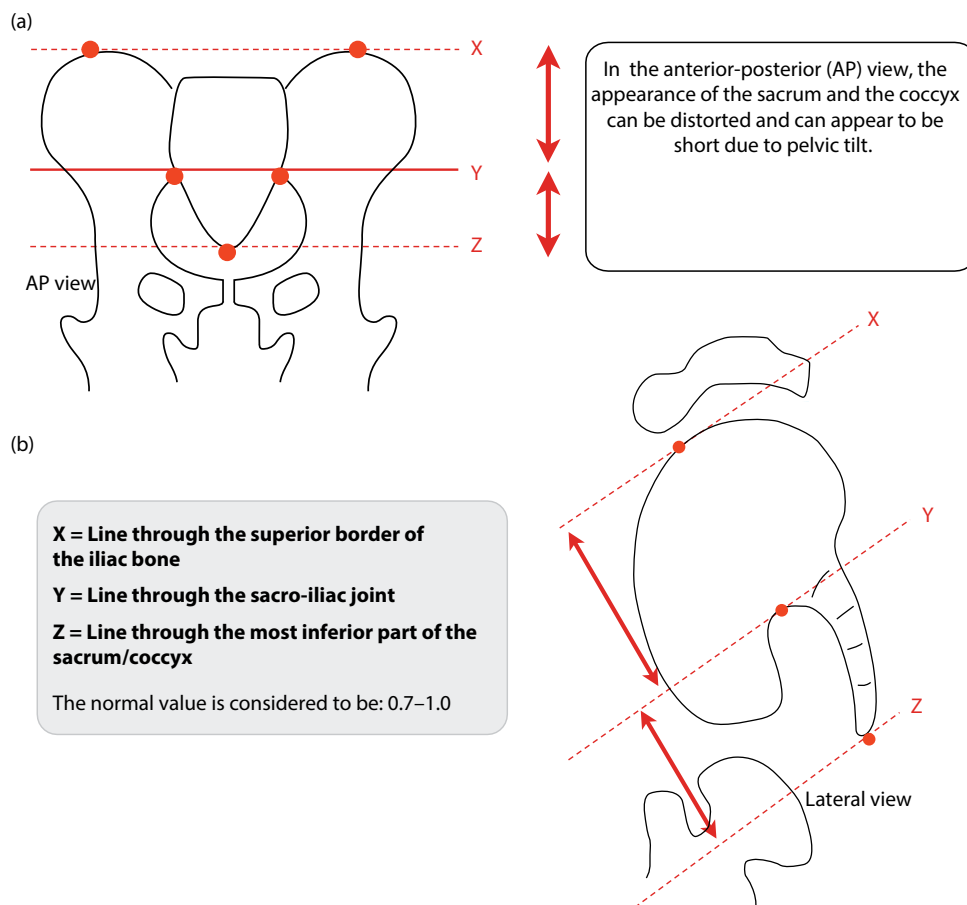 (a)
X
In the anterior-posterior (AP) view, the
appearance of the sacrum and the coccyx
can be distorted and can appear to be
short due to pelvic tilt.
Y
Z
AP view
X
(b)
X = Line through the superior border of
the iliac bone
Y = Line through the sacro-iliac joint
Z = Line through the most inferior part of the
sacrum/coccyx
The normal value is considered to be: 0.7–1.0
Y
Z
Lateral view